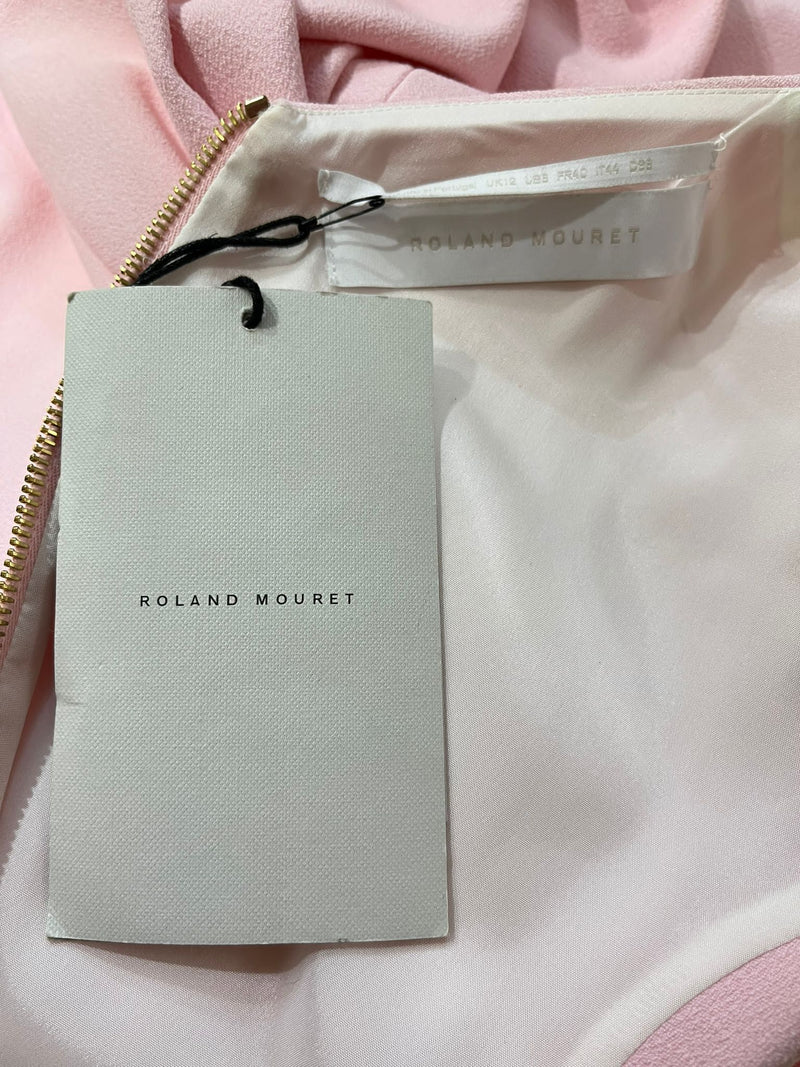 UK12 US8 FR40 IT44 D38
ROLAND MOURET
ROLAND MOURET